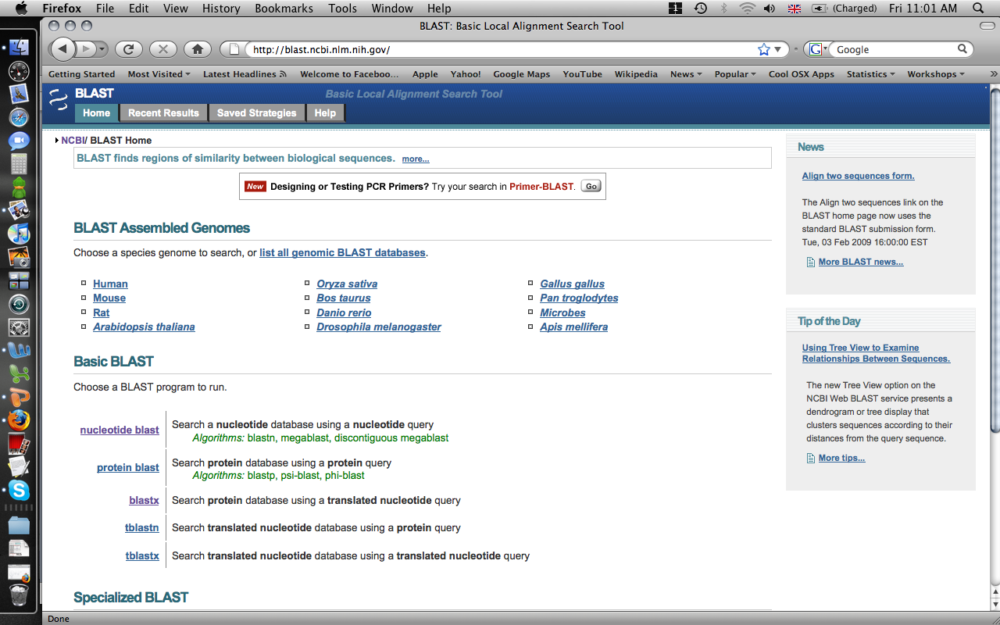 Firefox File Edit View History Bookmarks Tools Window Help 1 (Charged) Fri 11:01 AM
BLAST: Basic Local Alignment Search Tool
http://blast.ncbi.nlm.nih.gov/ G Google
Getting Started Most Visited Latest Headlines Welcome to Faceboo... Apple Yahoo! Google Maps YouTube Wikipedia News Popular Cool OSX Apps Statistics Workshops »
BLAST Basic Local Alignment Search Tool
Home Recent Results Saved Strategies Help
NCBI/ BLAST Home
BLAST finds regions of similarity between biological sequences. more...
New Designing or Testing PCR Primers? Try your search in Primer-BLAST. Go
BLAST Assembled Genomes
Choose a species genome to search, or list all genomic BLAST databases.
Human Oryza sativa Gallus gallus
Mouse Bos taurus Pan troglodytes
Rat Danio rerio Microbes
Arabidopsis thaliana Drosophila melanogaster Apis mellifera
Basic BLAST
Choose a BLAST program to run.
nucleotide blast Search a nucleotide database using a nucleotide query
Algorithms: blastn, megablast, discontiguous megablast
protein blast Search protein database using a protein query
Algorithms: blastp, psi-blast, phi-blast
blastx Search protein database using a translated nucleotide query
tblastn Search translated nucleotide database using a protein query
tblastx Search translated nucleotide database using a translated nucleotide query
Specialized BLAST
News
Align two sequences form.
The Align two sequences link on the
BLAST home page now uses the
standard BLAST submission form.
Tue, 03 Feb 2009 16:00:00 EST
More BLAST news...
Tip of the Day
Using Tree View to Examine
Relationships Between Sequences.
The new Tree View option on the
NCBI Web BLAST service presents a
dendrogram or tree display that
clusters sequences according to their
distances from the query sequence.
More tips...
Done